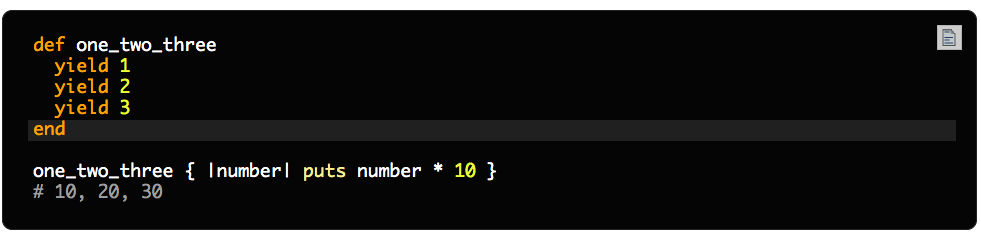 def one_two_three
  yield 1
  yield 2
  yield 3
end
one_two_three { |number| puts number * 10 }
# 10, 20, 30